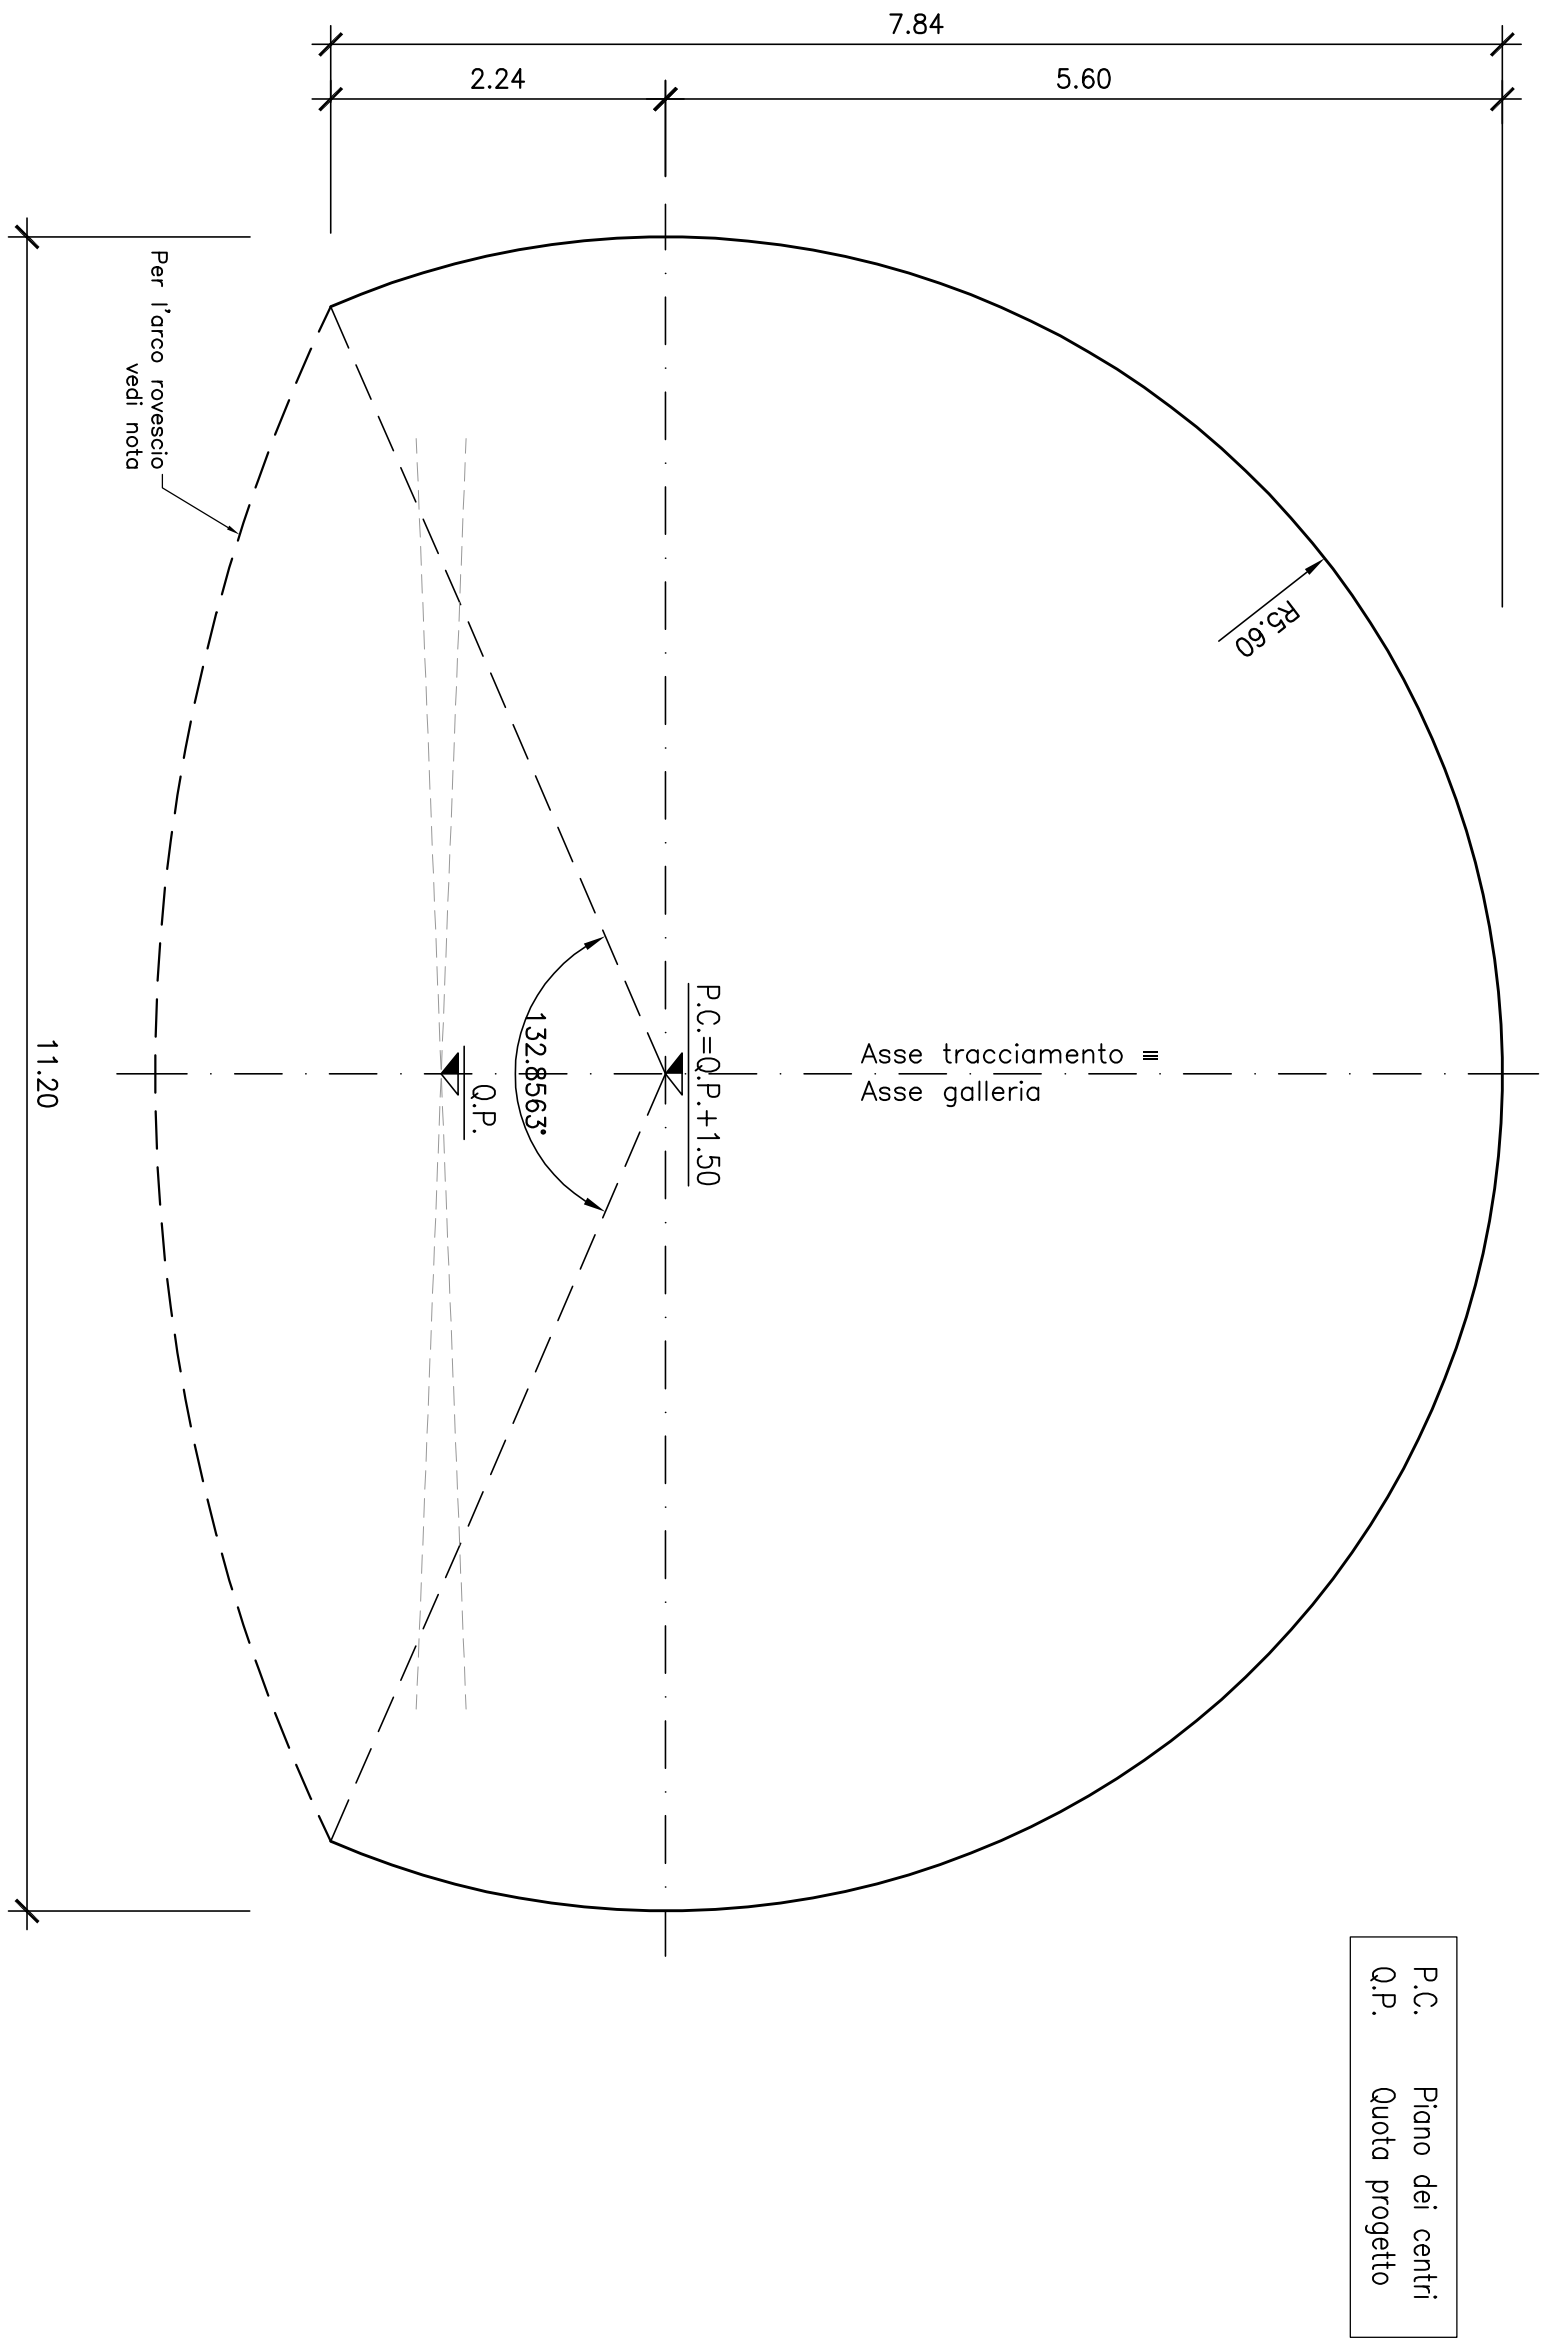 7.84
2.24
5.60
R5.60
Asse tracciamento ≡
Asse galleria
P.C.=Q.P.+1.50
132.8563°
Q.P.
Per l'arco rovescio
vedi nota
11.20
P.C. Piano dei centri
Q.P. Quota progetto